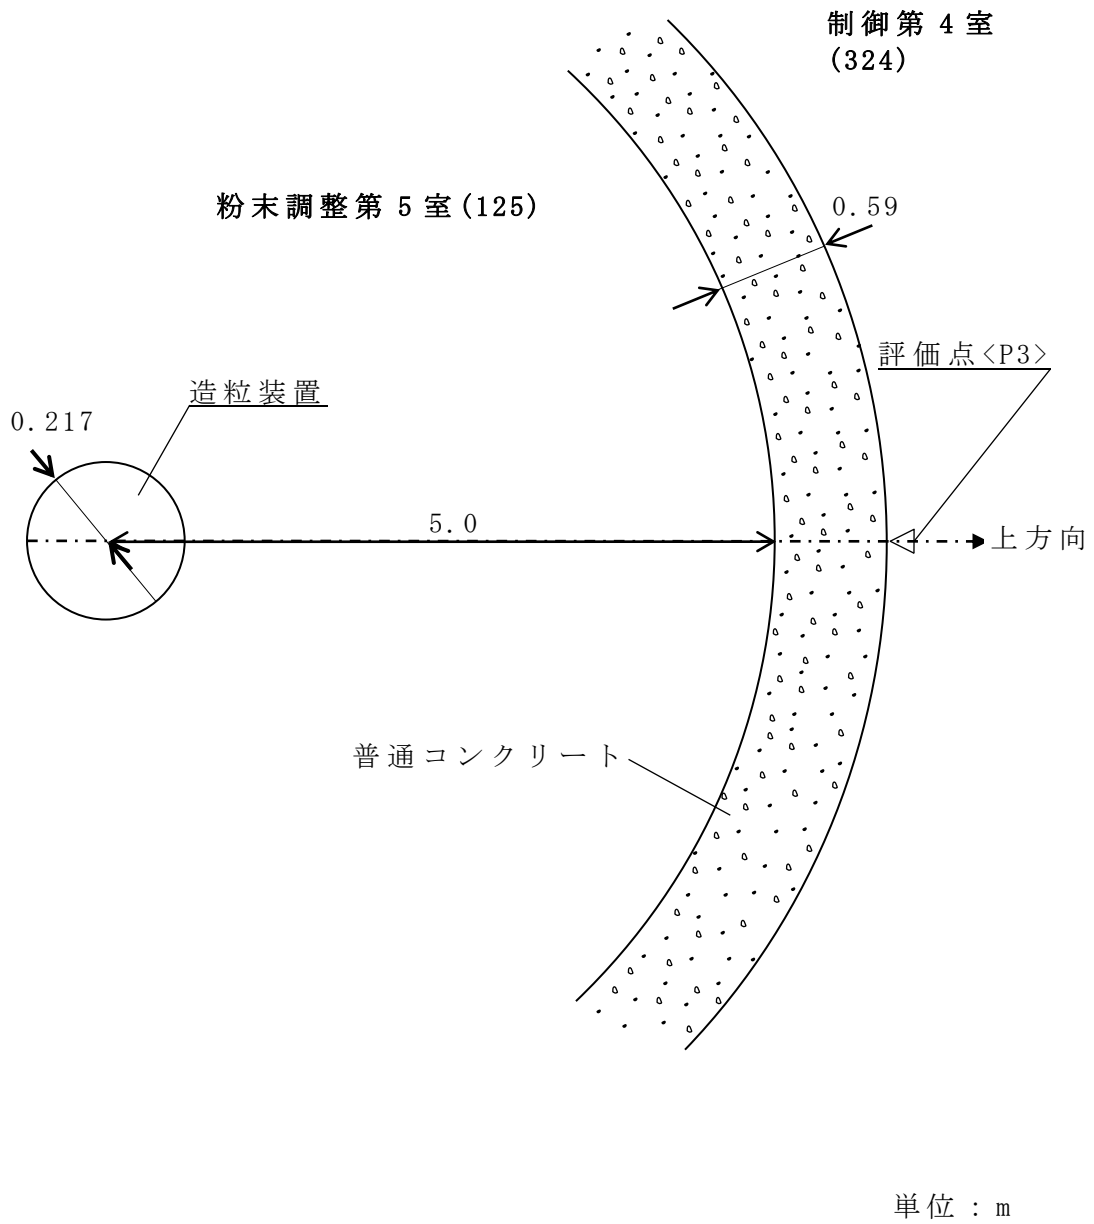 制御第4室
(324)
粉末調整第5室(125)
0.59
評価点<P3>
造粒装置
0.217
5.0
上方向
普通コンクリート
単位：m